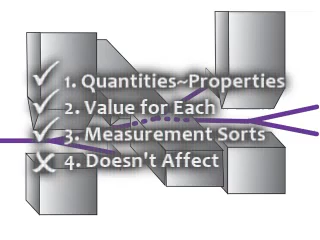 ✓ 1. Quantities~Properties
✓ 2. Value for Each
✓ 3. Measurement Sorts
✗ 4. Doesn't Affect